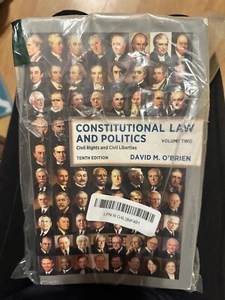 CONSTITUTIONAL LAW
AND POLITICS VOLUME TWO
Civil Rights and Civil Liberties
TENTH EDITION DAVID M. O'BRIEN